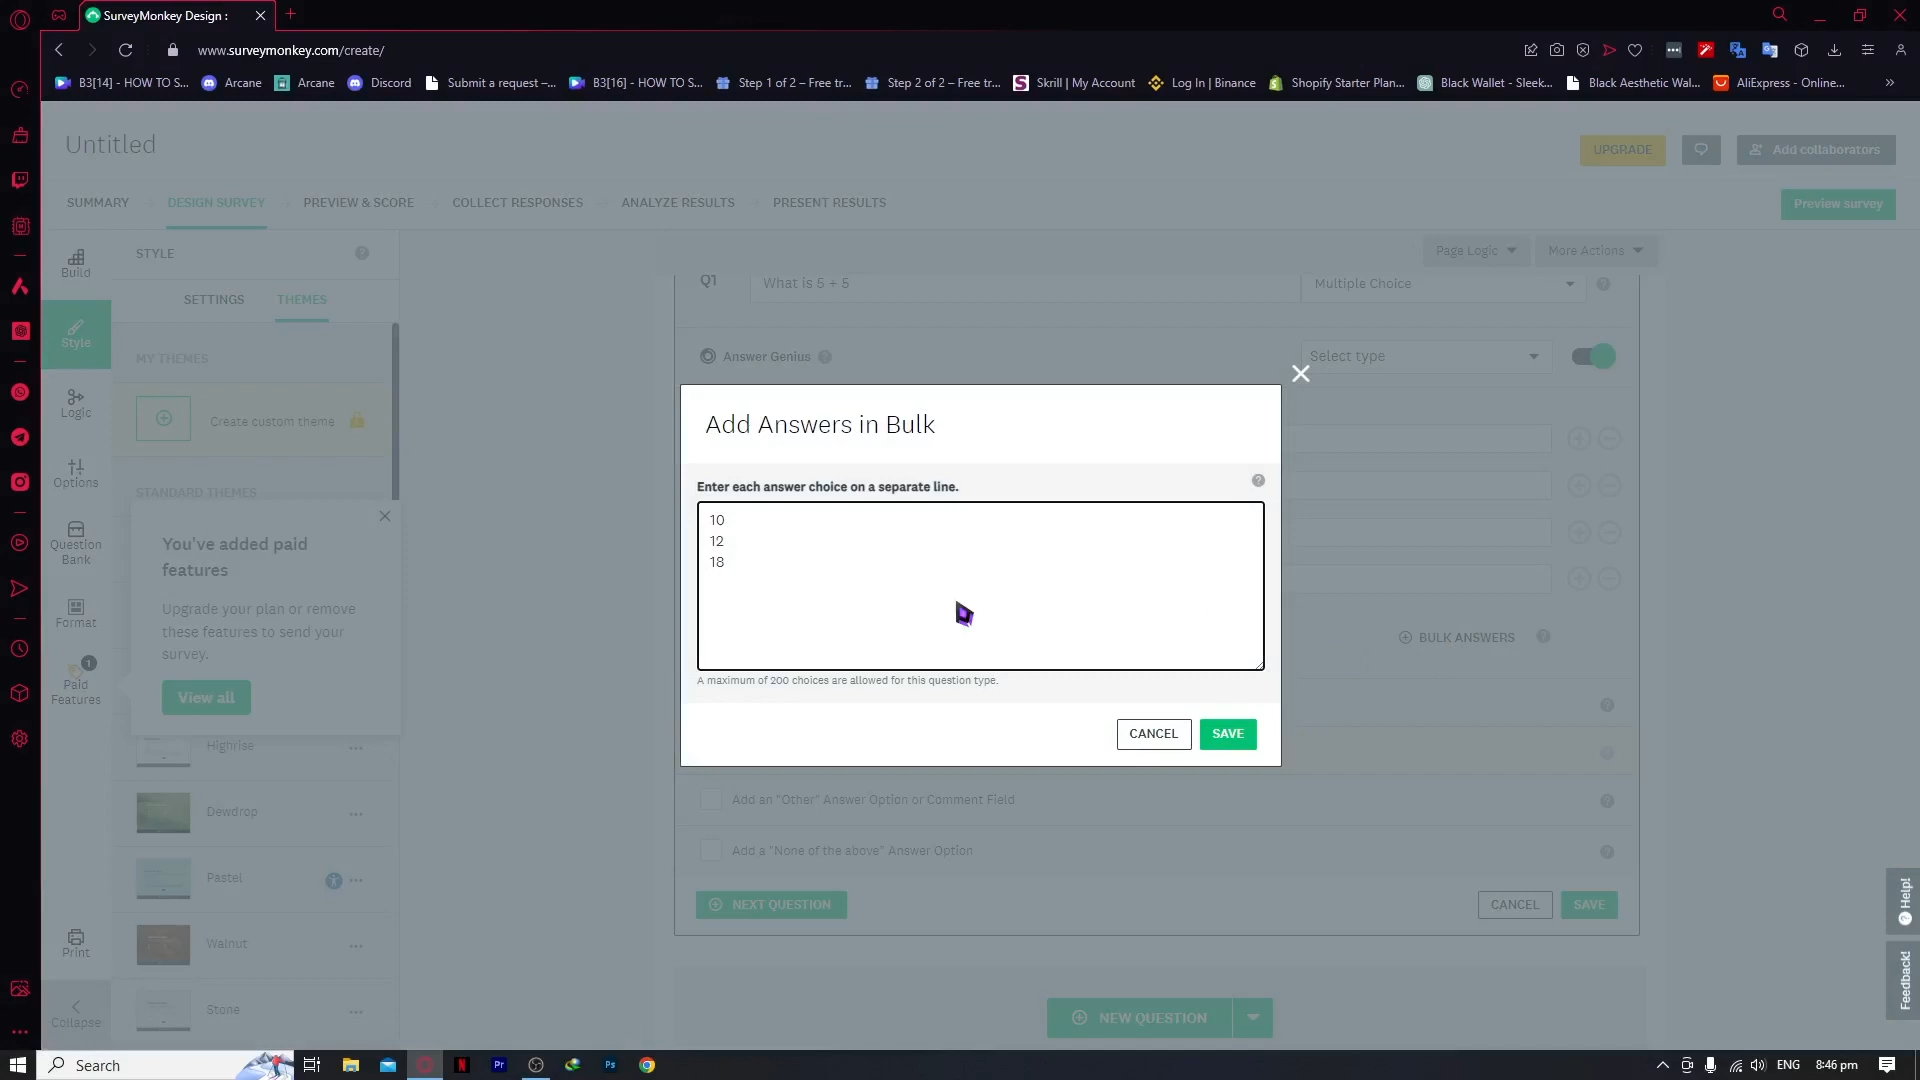 SurveyMonkey Design :
www.surveymonkey.com/create/
B3[14] - HOW TO S...
Arcane
Arcane
Discord
Submit a request –...
B3[16] - HOW TO S...
Step 1 of 2 – Free tr...
Step 2 of 2 – Free tr...
Skrill | My Account
Log In | Binance
Shopify Starter Plan,...
Black Wallet - Sleek...
Black Aesthetic Wal...
AliExpress - Online...
Untitled
UPGRADE
Add collaborators
SUMMARY
DESIGN SURVEY
PREVIEW & SCORE
COLLECT RESPONSES
ANALYZE RESULTS
PRESENT RESULTS
Preview survey
Build
STYLE
Page Logic
More Actions
Q1
What is 5 + 5
Multiple Choice
SETTINGS
THEMES
Style
MY THEMES
Answer Genius
Select type
Logic
Create custom theme
Add Answers in Bulk
Options
STANDARD THEMES
Enter each answer choice on a separate line.
10
12
18
Question
Bank
You've added paid
features
Format
Upgrade your plan or remove
these features to send your
survey.
BULK ANSWERS
1
Paid
Features
View all
A maximum of 200 choices are allowed for this question type.
CANCEL
SAVE
Highrise
Dewdrop
Add an "Other" Answer Option or Comment Field
Pastel
Add a "None of the above" Answer Option
NEXT QUESTION
CANCEL
SAVE
Help!
Walnut
Print
Feedback!
Stone
Collapse
NEW QUESTION
Search
ENG
8:46 pm